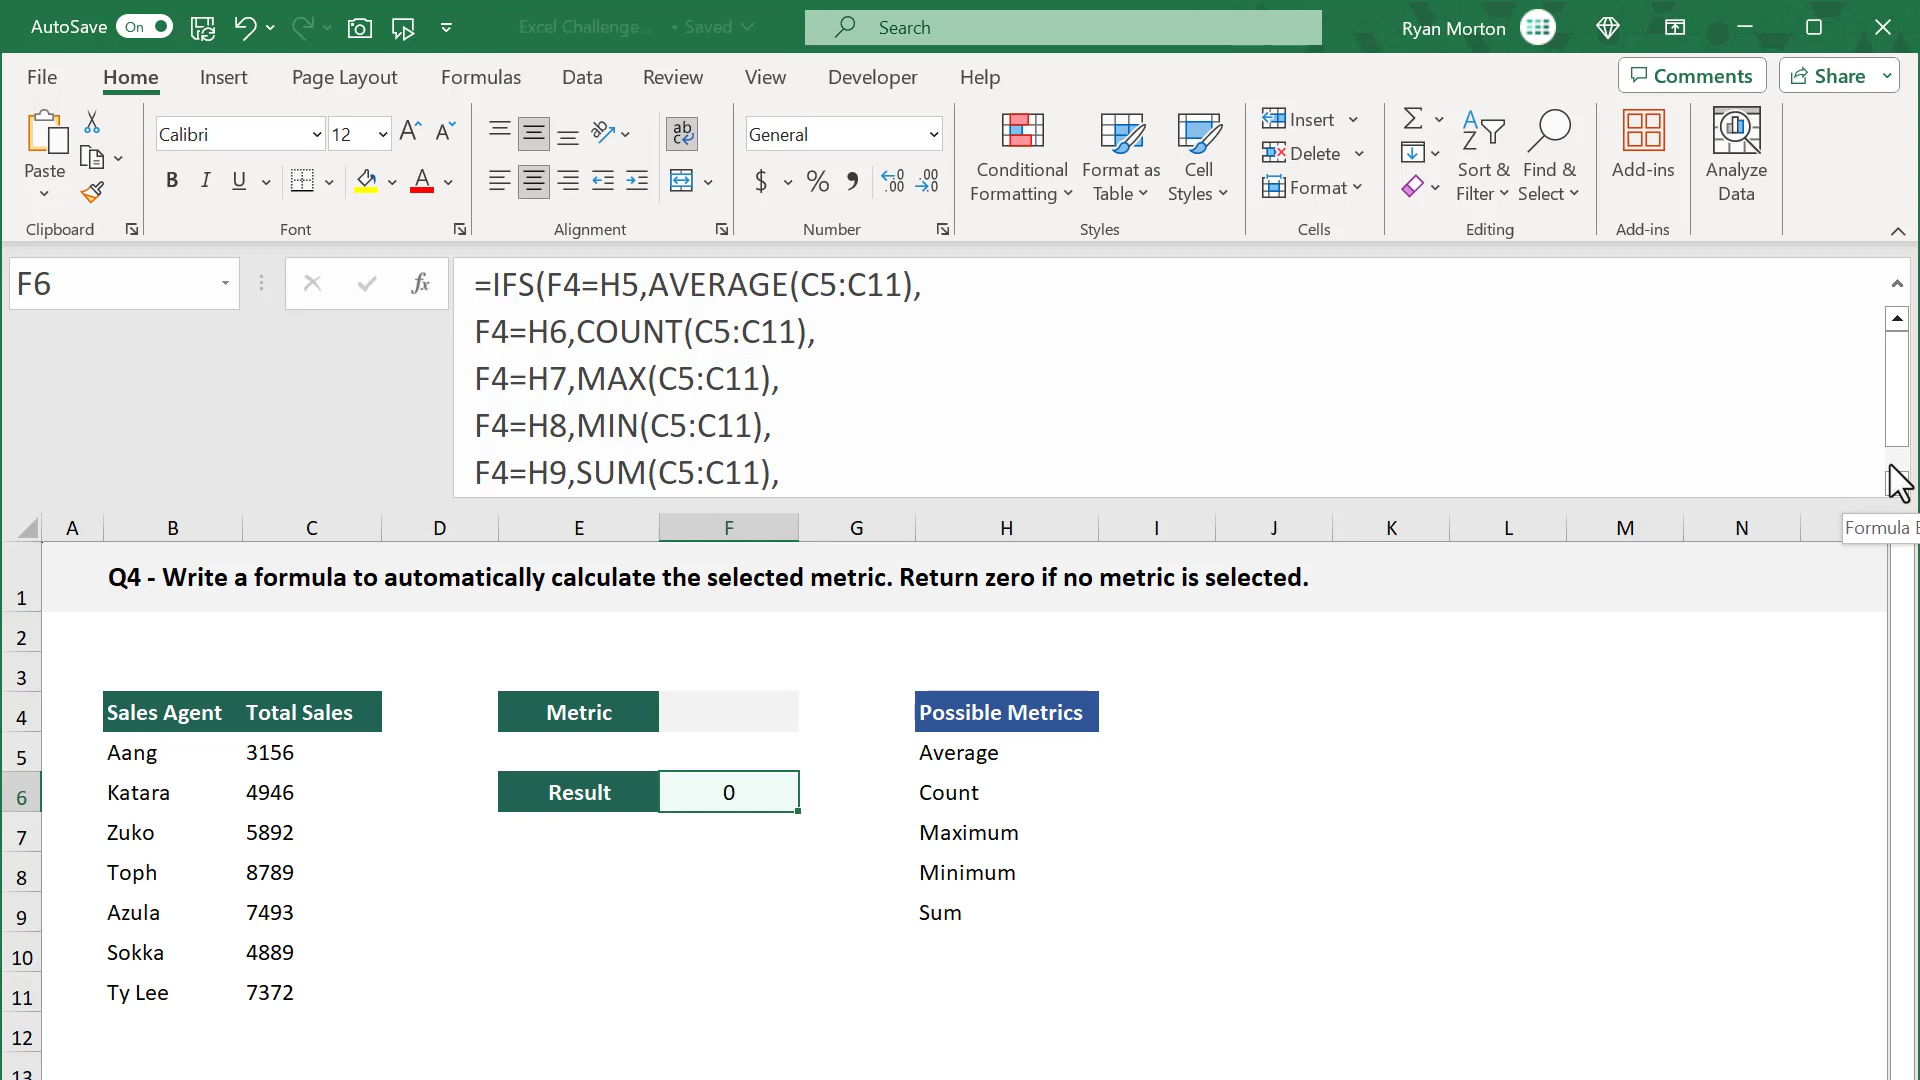 AutoSave On Excel Challenge... • Saved Search Ryan Morton
File Home Insert Page Layout Formulas Data Review View Developer Help Comments Share
Paste
Clipboard
Calibri 12
B I U
Font
ab
Alignment
General
$ % 9
Number
Conditional Formatting
Format as Table
Cell Styles
Styles
Insert
Delete
Format
Cells
Sort & Filter
Find & Select
Editing
Add-ins
Add-ins
Analyze Data
F6 fx
=IFS(F4=H5,AVERAGE(C5:C11),
F4=H6,COUNT(C5:C11),
F4=H7,MAX(C5:C11),
F4=H8,MIN(C5:C11),
F4=H9,SUM(C5:C11),
Formula
A B C D E F G H I J K L M N
1 Q4 - Write a formula to automatically calculate the selected metric. Return zero if no metric is selected.
2
3
4 Sales Agent Total Sales Metric Possible Metrics
5 Aang 3156 Average
6 Katara 4946 Result 0 Count
7 Zuko 5892 Maximum
8 Toph 8789 Minimum
9 Azula 7493 Sum
10 Sokka 4889
11 Ty Lee 7372
12
13